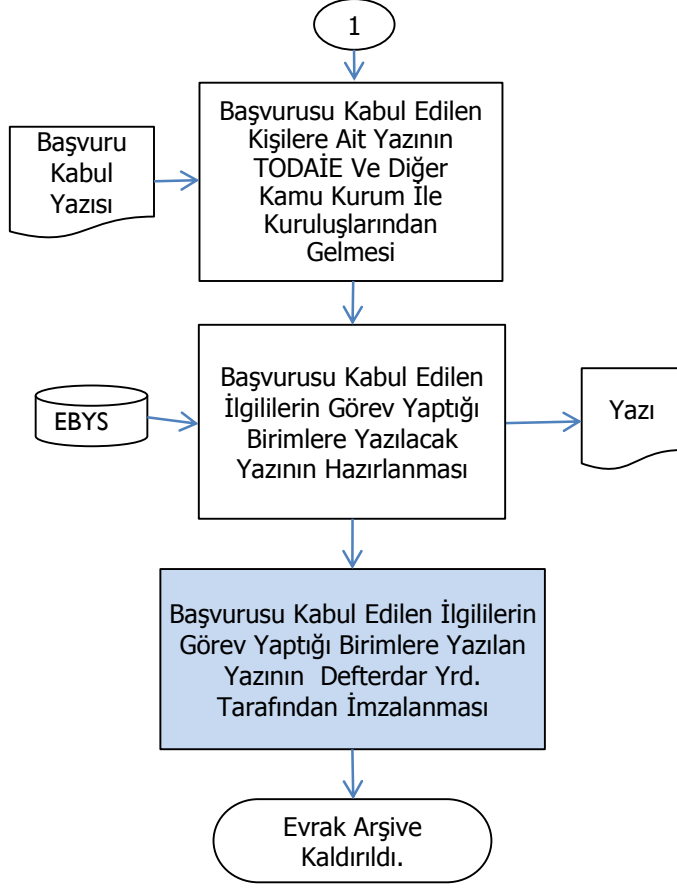 1
Başvurusu Kabul Edilen
Kişilere Ait Yazının
TODAİE Ve Diğer
Kamu Kurum İle
Kuruluşlarından
Gelmesi
Başvuru
Kabul
Yazısı
Başvurusu Kabul Edilen
İlgililerin Görev Yaptığı
Birimlere Yazılacak
Yazının Hazırlanması
EBYS
Yazı
Başvurusu Kabul Edilen İlgililerin
Görev Yaptığı Birimlere Yazılan
Yazının Defterdar Yrd.
Tarafından İmzalanması
Evrak Arşive
Kaldırıldı.